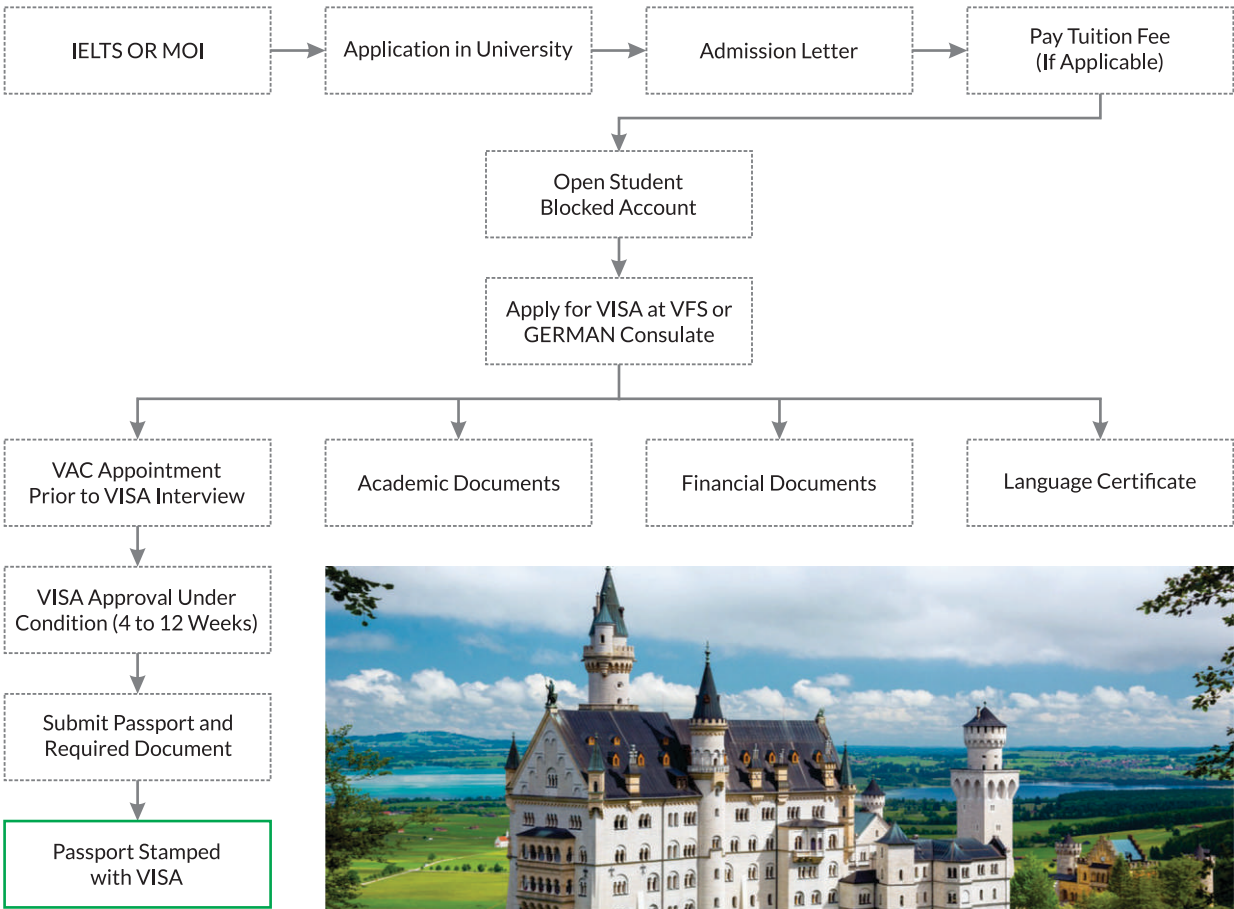 IELTS OR MOI
Application in University
Admission Letter
Pay Tuition Fee
(If Applicable)
Open Student
Blocked Account
Apply for VISA at VFS or
GERMAN Consulate
VAC Appointment
Prior to VISA Interview
Academic Documents
Financial Documents
Language Certificate
VISA Approval Under
Condition (4 to 12 Weeks)
Submit Passport and
Required Document
Passport Stamped
with VISA